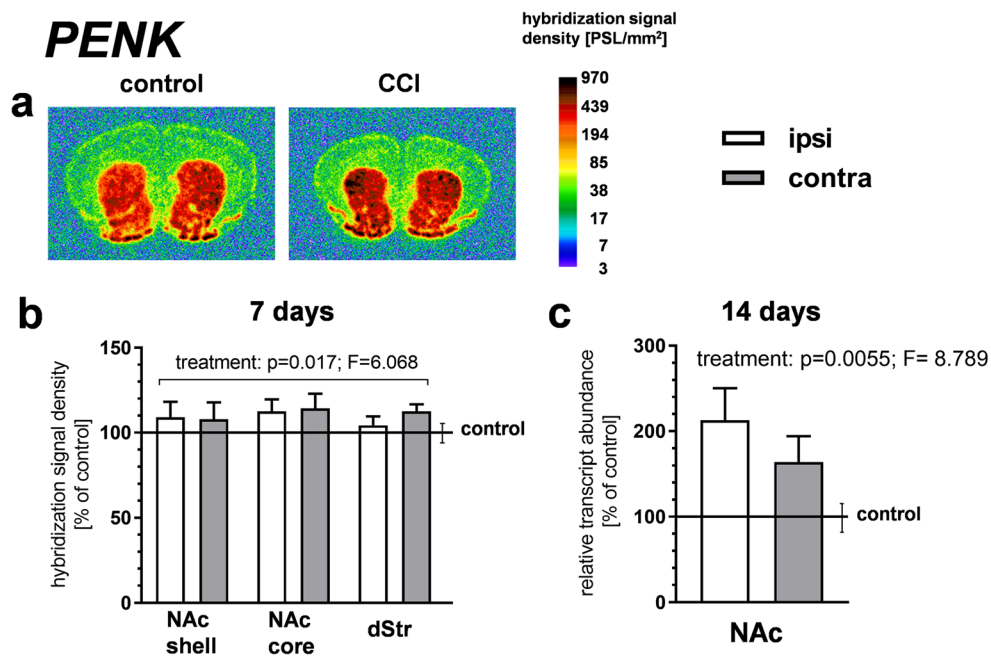 PENK
hybridization signal
density [PSL/mm²]
control
CCI
a
970
439
194
85
38
17
7
3
ipsi
contra
b
7 days
treatment: p=0.017; F=6.068
hybridization signal density
[% of control]
150
100
50
0
control
NAc
shell
NAc
core
dStr
c
14 days
treatment: p=0.0055; F= 8.789
relative transcript abundance
[% of control]
300
200
100
0
control
NAc